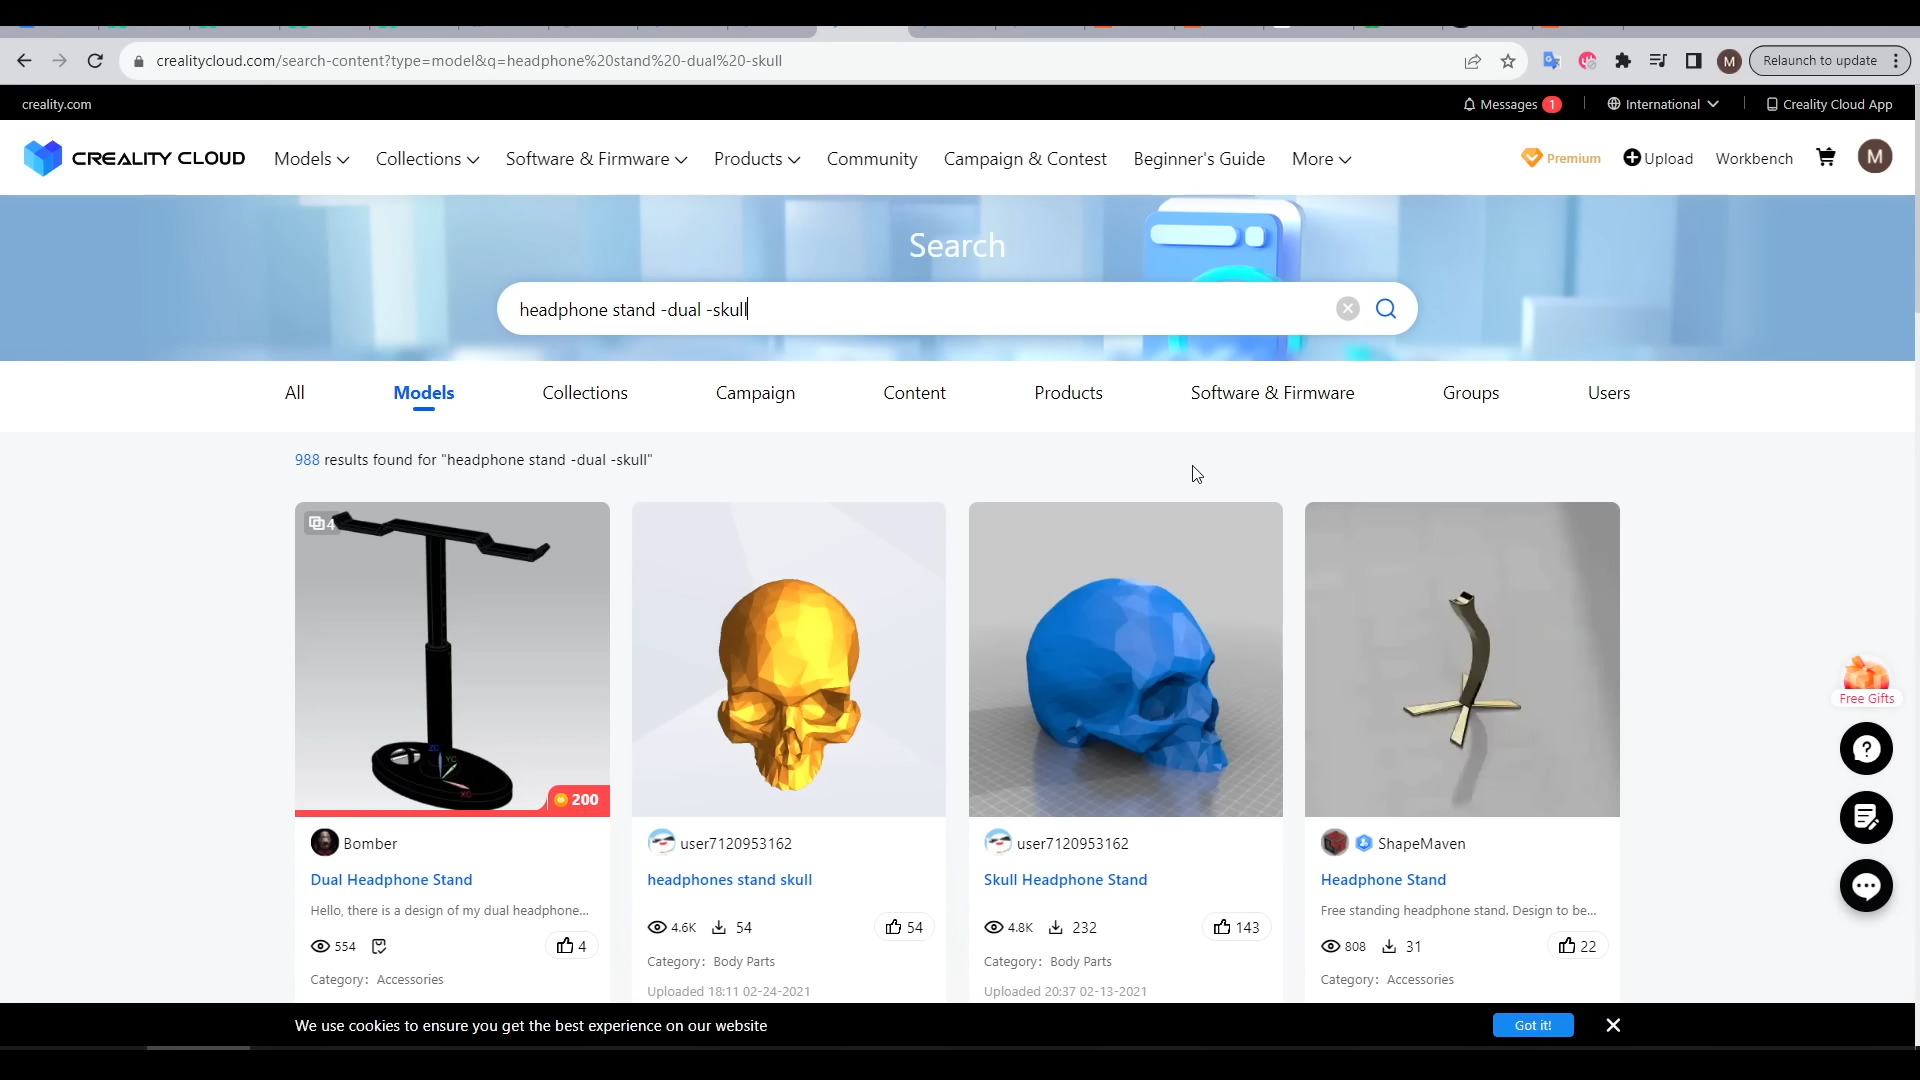 crealitycloud.com/search-content?type=model&q=headphone%20stand%20-dual%20-skull
M
Relaunch to update
creality.com
Messages 1
International
Creality Cloud App
CREALITY CLOUD
Models
Collections
Software & Firmware
Products
Community
Campaign & Contest
Beginner's Guide
More
Premium
Upload
Workbench
M
Search
headphone stand -dual -skull
All
Models
Collections
Campaign
Content
Products
Software & Firmware
Groups
Users
988 results found for "headphone stand -dual -skull"
4
200
Bomber
Dual Headphone Stand
Hello, there is a design of my dual headphone...
554
4
Category: Accessories
user7120953162
headphones stand skull
4.6K 54
54
Category: Body Parts
Uploaded 18:11 02-24-2021
user7120953162
Skull Headphone Stand
4.8K 232
143
Category: Body Parts
Uploaded 20:37 02-13-2021
ShapeMaven
Headphone Stand
Free standing headphone stand. Design to be...
808 31
22
Category: Accessories
Free Gifts
We use cookies to ensure you get the best experience on our website
Got it!